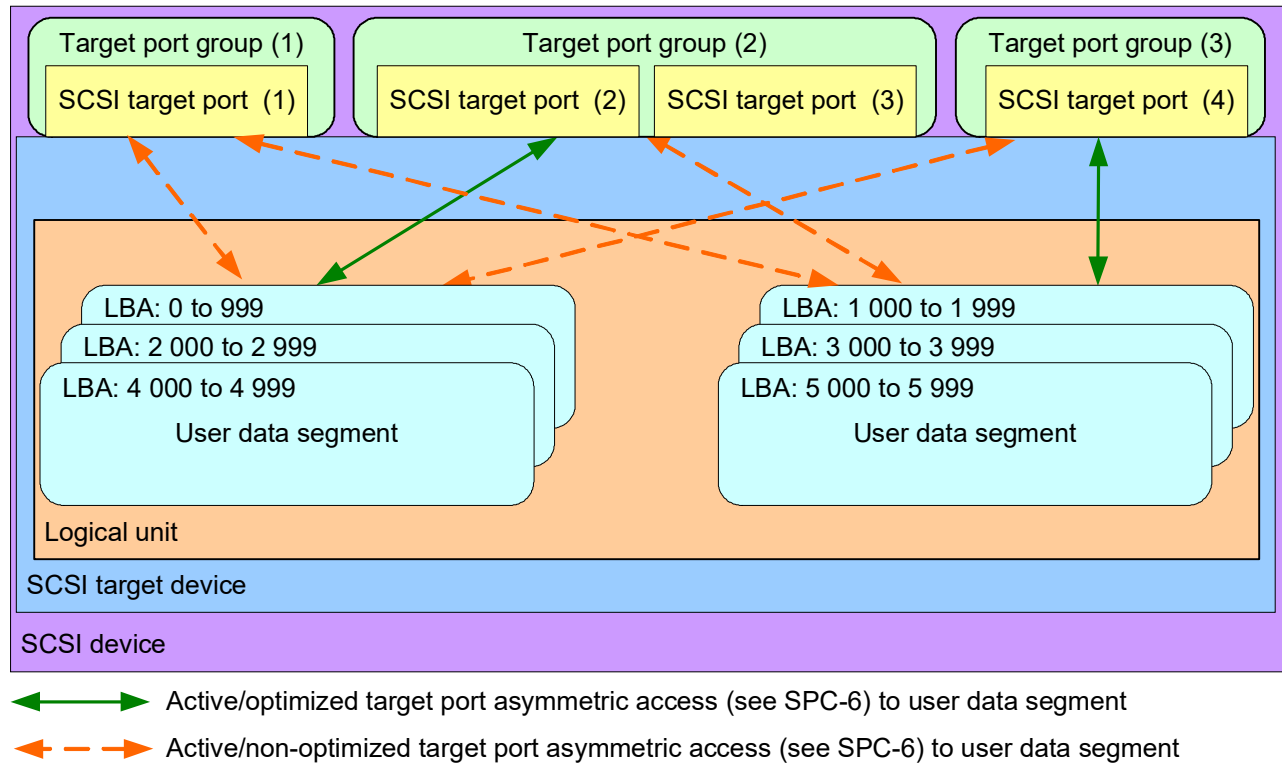 Target port group (1)
Target port group (2)
Target port group (3)
SCSI target port (1)
SCSI target port (2)
SCSI target port (3)
SCSI target port (4)
LBA: 0 to 999
LBA: 2 000 to 2 999
LBA: 4 000 to 4 999
User data segment
LBA: 1 000 to 1 999
LBA: 3 000 to 3 999
LBA: 5 000 to 5 999
User data segment
Logical unit
SCSI target device
SCSI device
Active/optimized target port asymmetric access (see SPC-6) to user data segment
Active/non-optimized target port asymmetric access (see SPC-6) to user data segment